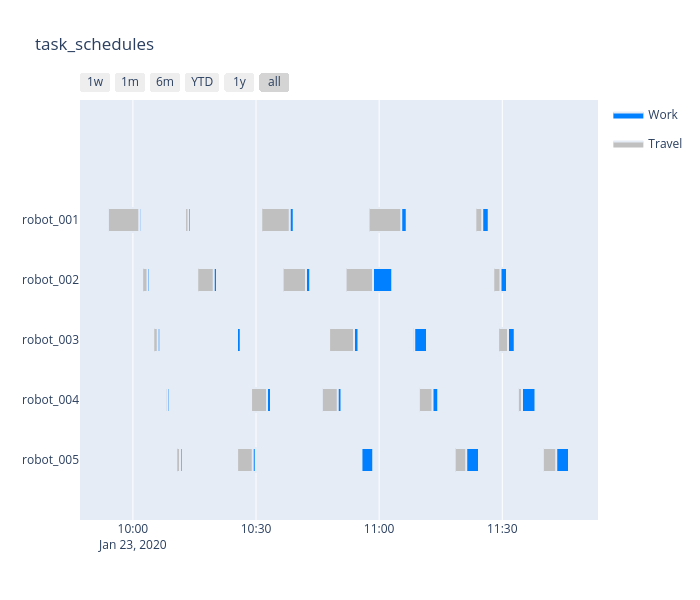 task_schedules
1w 1m 6m YTD 1y all
Work
Travel
robot_001
robot_002
robot_003
robot_004
robot_005
10:00 10:30 11:00 11:30
Jan 23, 2020